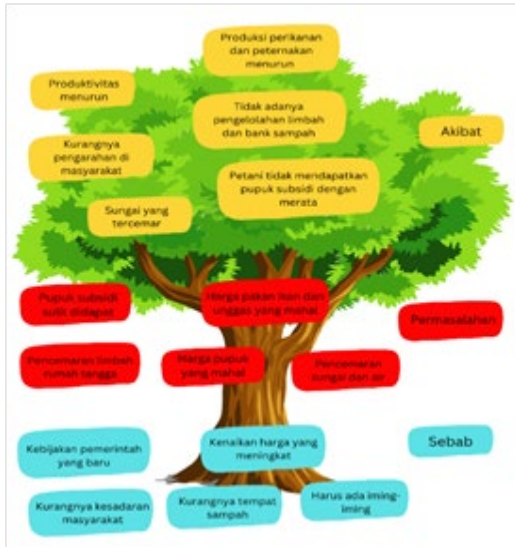 Produksi perikanan
dan peternakan
menurun
Produktivitas
menurun
Tidak adanya
pengelolahan limbah
dan bank sampah
Akibat
Kurangnya
pengarahan di
masyarakat
Petani tidak mendapatkan
pupuk subsidi dengan
merata
Sungai yang
tercemar
Pupuk subsidi
sulit didapat
Harga pakan ikan dan
unggas yang mahal
Permasalahan
Pencemaran limbah
rumah tangga
Harga pupuk
yang mahal
Pencemaran
sungai dan air
Kebijakan pemerintah
yang baru
Kenaikan harga yang
meningkat
Sebab
Kurangnya kesadaran
masyarakat
Kurangnya tempat
sampah
Harus ada iming-
iming